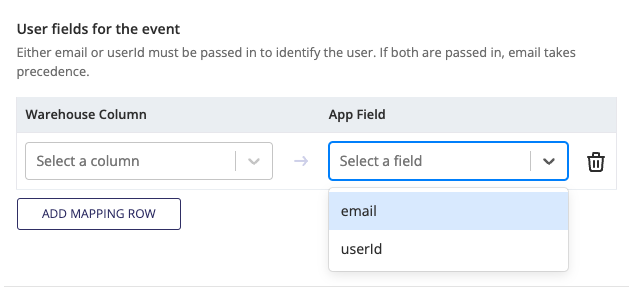 User fields for the event
Either email or userId must be passed in to identify the user. If both are passed in, email takes
precedence.
Warehouse Column App Field
Select a column Select a field
ADD MAPPING ROW
email
userId